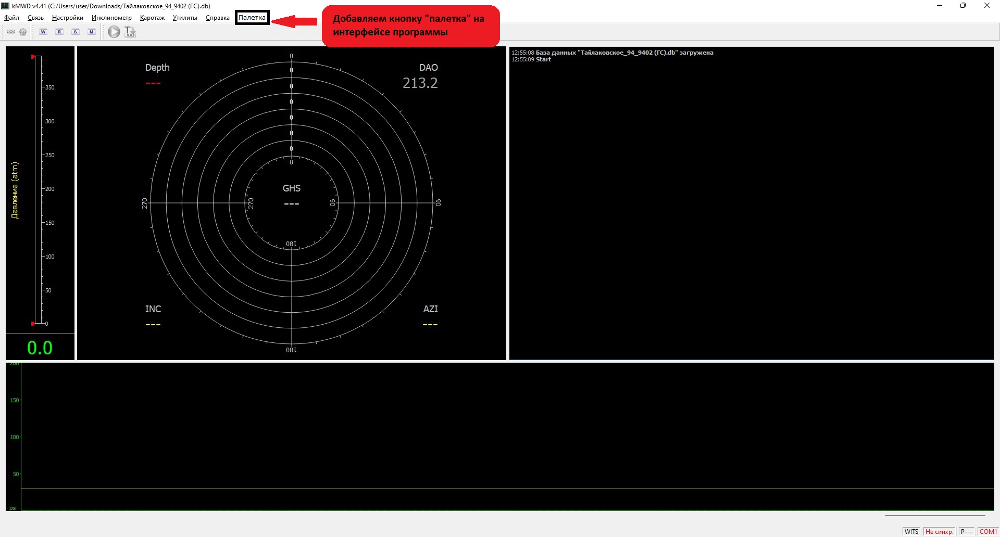 kMWD v4.41 (C:/Users/user/Downloads/Тайлаковское_94_9402 (ГС).db)
Файл Связь Настройки Инклинометр Каротаж Утилиты Справка Палетка
Добавляем кнопку "палетка" на
интерфейсе программы
W R S M T
Давление (atm)
350
300
250
200
150
100
50
0
0.0
Depth
---
DAO
213.2
0
0
0
0
0
0
0
0
GHS
---
270
270
90
90
180
180
INC
---
AZI
---
12:55:08 База данных "Тайлаковское_94_9402 (ГС).db" загружена
12:55:09 Start
200
150
100
50
psi
WITS Не синхр. P--- COM1